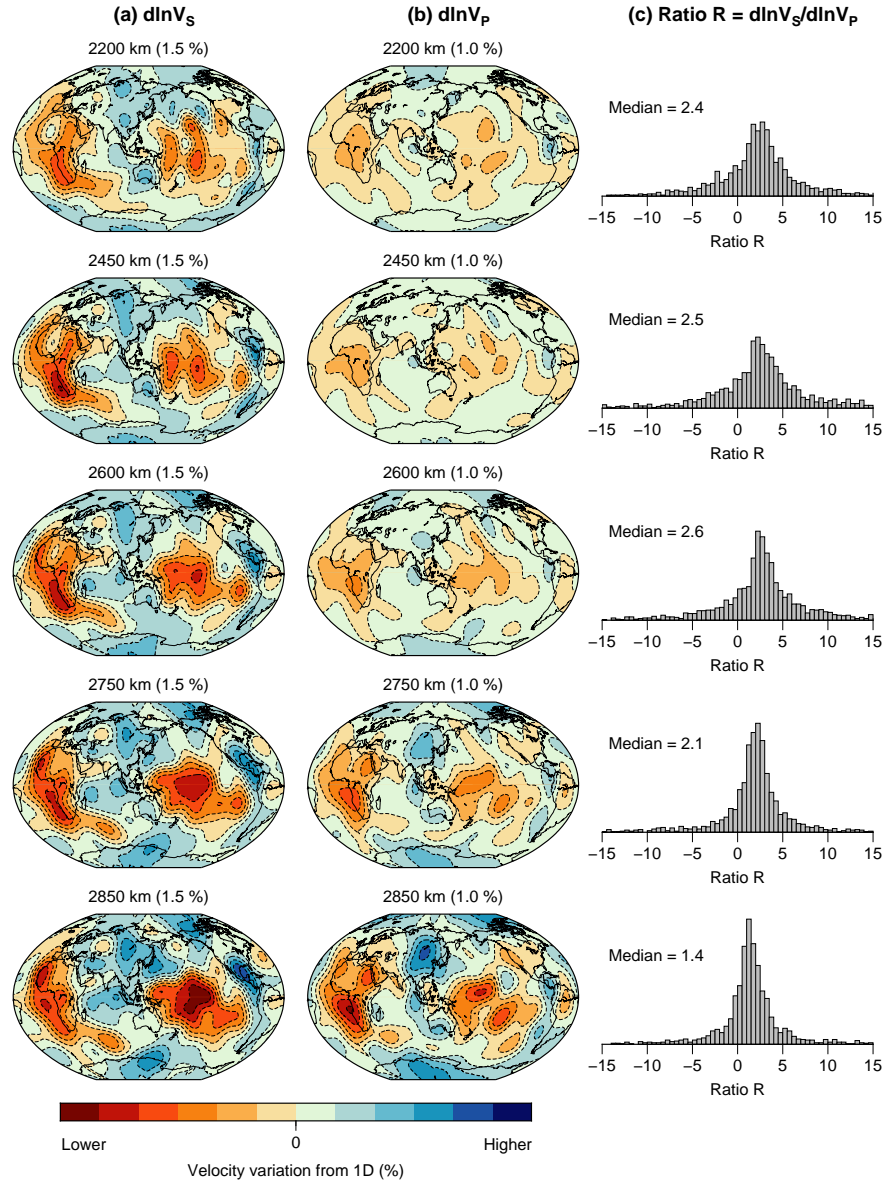 (a) dlnVS (b) dlnVP (c) Ratio R = dlnVS/dlnVP
2200 km (1.5 %) 2200 km (1.0 %)
Median = 2.4
−15 −10 −5 0 5 10 15
Ratio R
2450 km (1.5 %) 2450 km (1.0 %)
Median = 2.5
−15 −10 −5 0 5 10 15
Ratio R
2600 km (1.5 %) 2600 km (1.0 %)
Median = 2.6
−15 −10 −5 0 5 10 15
Ratio R
2750 km (1.5 %) 2750 km (1.0 %)
Median = 2.1
−15 −10 −5 0 5 10 15
Ratio R
2850 km (1.5 %) 2850 km (1.0 %)
Median = 1.4
−15 −10 −5 0 5 10 15
Ratio R
Lower 0 Higher
Velocity variation from 1D (%)